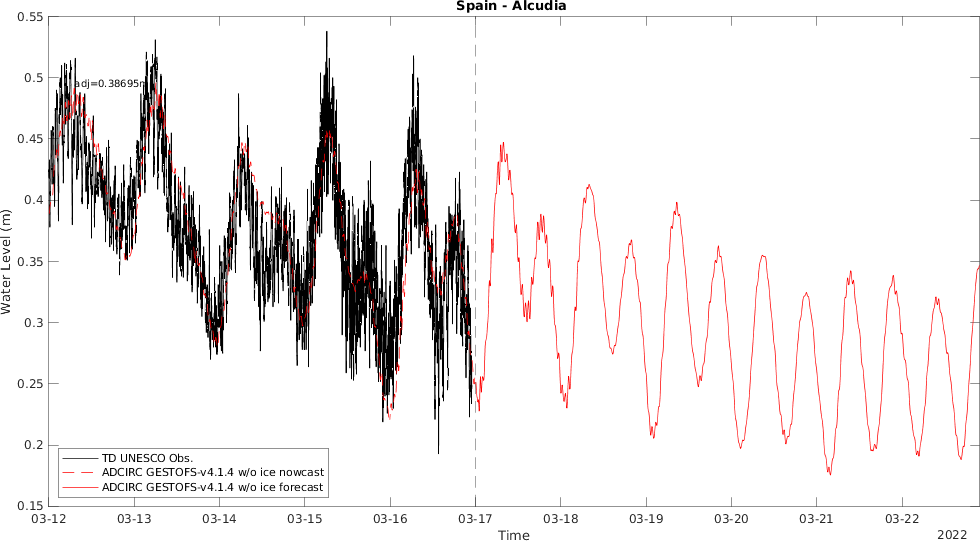 Spain - Alcudia
Water Level (m)
0.55
0.5
0.45
0.4
0.35
0.3
0.25
0.2
0.15
adj=0.38695m
TD UNESCO Obs.
ADCIRC GESTOFS-v4.1.4 w/o ice nowcast
ADCIRC GESTOFS-v4.1.4 w/o ice forecast
03-12 03-13 03-14 03-15 03-16 03-17 03-18 03-19 03-20 03-21 03-22
Time
2022